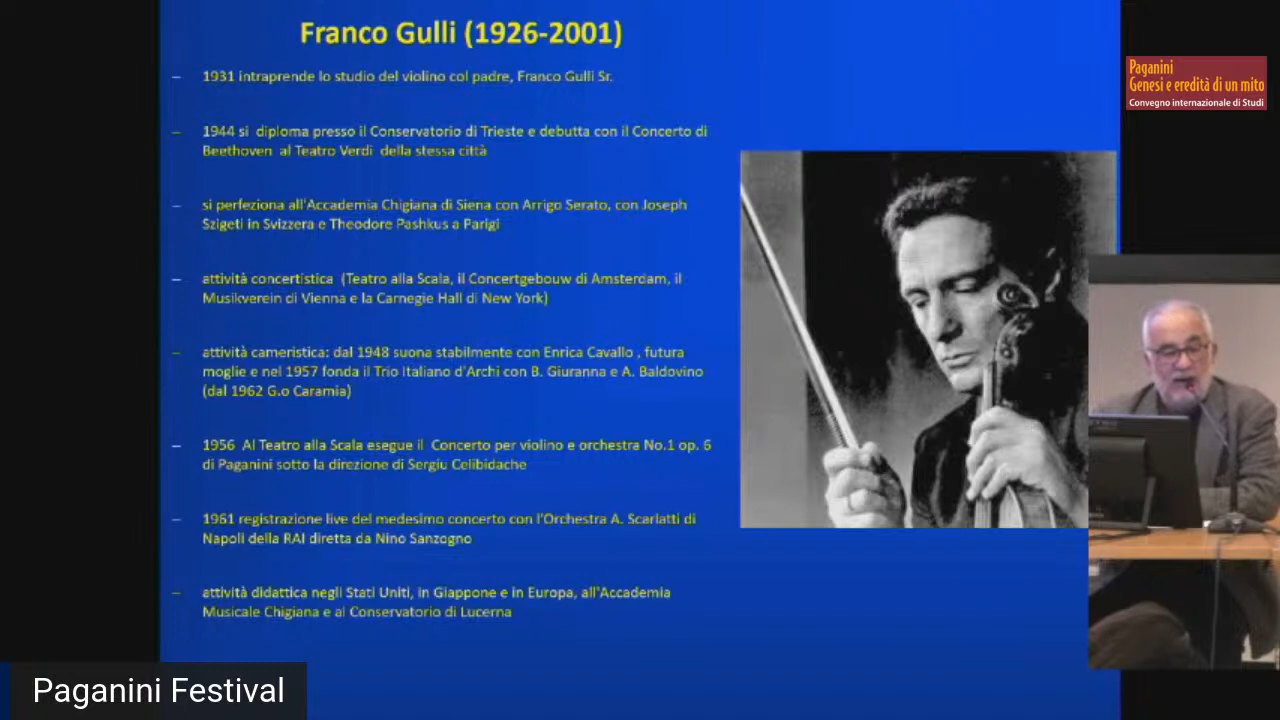 Franco Gulli (1926-2001)
– 1931 intraprende lo studio del violino col padre, Franco Gulli Sr.
– 1944 si diploma presso il Conservatorio di Trieste e debutta con il Concerto di
Beethoven al Teatro Verdi della stessa città
– si perfeziona all'Accademia Chigiana di Siena con Arrigo Serato, con Joseph
Szigeti in Svizzera e Theodore Pashkus a Parigi
– attività concertistica (Teatro alla Scala, il Concertgebouw di Amsterdam, il
Musikverein di Vienna e la Carnegie Hall di New York)
– attività cameristica: dal 1948 suona stabilmente con Enrica Cavallo , futura
moglie e nel 1957 fonda il Trio Italiano d'Archi con B. Giuranna e A. Baldovino
(dal 1962 G.o Caramia)
– 1956 Al Teatro alla Scala esegue il Concerto per violino e orchestra No.1 op. 6
di Paganini sotto la direzione di Sergiu Celibidache
– 1961 registrazione live del medesimo concerto con l'Orchestra A. Scarlatti di
Napoli della RAI diretta da Nino Sanzogno
– attività didattica negli Stati Uniti, in Giappone e in Europa, all'Accademia
Musicale Chigiana e al Conservatorio di Lucerna
Paganini
Genesi e eredità di un mito
Convegno internazionale di Studi
Paganini Festival